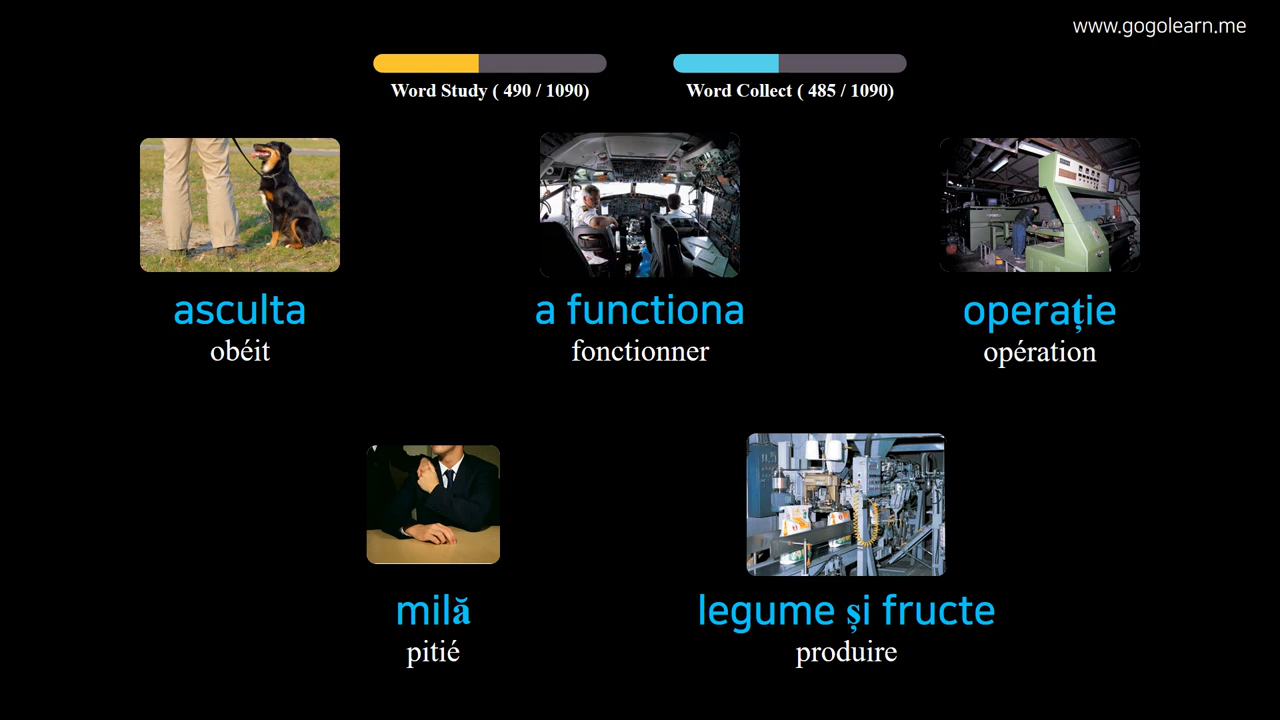 www.gogolearn.me
Word Study ( 490 / 1090)
Word Collect ( 485 / 1090)
asculta
obéit
a functiona
fonctionner
operație
opération
milă
pitié
legume și fructe
produire